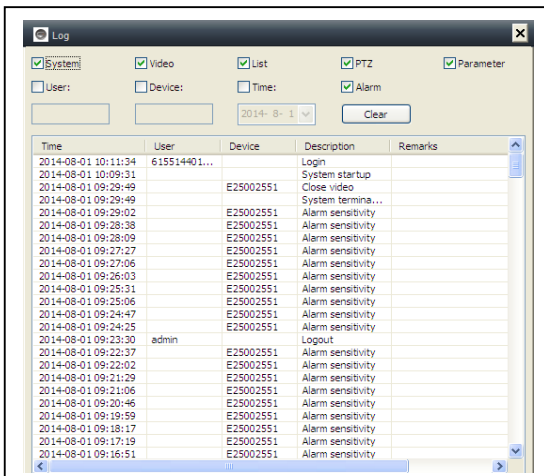 Log
System Video List PTZ Parameter
User: Device: Time: Alarm
2014- 8- 1 Clear
Time User Device Description Remarks
2014-08-01 10:11:34 615514401... Login
2014-08-01 10:09:31 System startup
2014-08-01 09:29:49 E25002551 Close video
2014-08-01 09:29:49 System termina...
2014-08-01 09:29:02 E25002551 Alarm sensitivity
2014-08-01 09:28:38 E25002551 Alarm sensitivity
2014-08-01 09:28:09 E25002551 Alarm sensitivity
2014-08-01 09:27:27 E25002551 Alarm sensitivity
2014-08-01 09:27:06 E25002551 Alarm sensitivity
2014-08-01 09:26:03 E25002551 Alarm sensitivity
2014-08-01 09:25:31 E25002551 Alarm sensitivity
2014-08-01 09:25:06 E25002551 Alarm sensitivity
2014-08-01 09:24:47 E25002551 Alarm sensitivity
2014-08-01 09:24:25 E25002551 Alarm sensitivity
2014-08-01 09:23:30 admin Logout
2014-08-01 09:22:37 E25002551 Alarm sensitivity
2014-08-01 09:22:02 E25002551 Alarm sensitivity
2014-08-01 09:21:29 E25002551 Alarm sensitivity
2014-08-01 09:21:06 E25002551 Alarm sensitivity
2014-08-01 09:20:46 E25002551 Alarm sensitivity
2014-08-01 09:19:59 E25002551 Alarm sensitivity
2014-08-01 09:18:17 E25002551 Alarm sensitivity
2014-08-01 09:17:19 E25002551 Alarm sensitivity
2014-08-01 09:16:51 E25002551 Alarm sensitivity